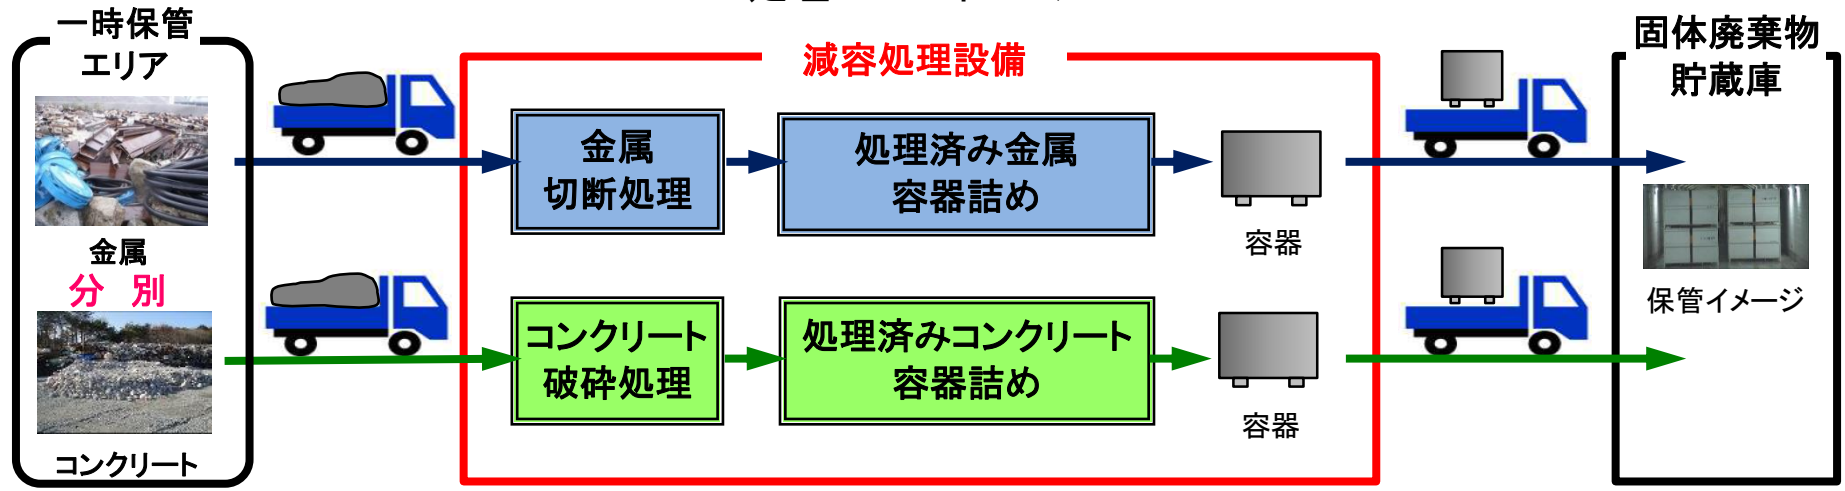 一時保管
エリア
金属
分 別
コンクリート
減容処理設備
金属
切断処理
処理済み金属
容器詰め
容器
コンクリート
破砕処理
処理済みコンクリート
容器詰め
容器
固体廃棄物
貯蔵庫
保管イメージ